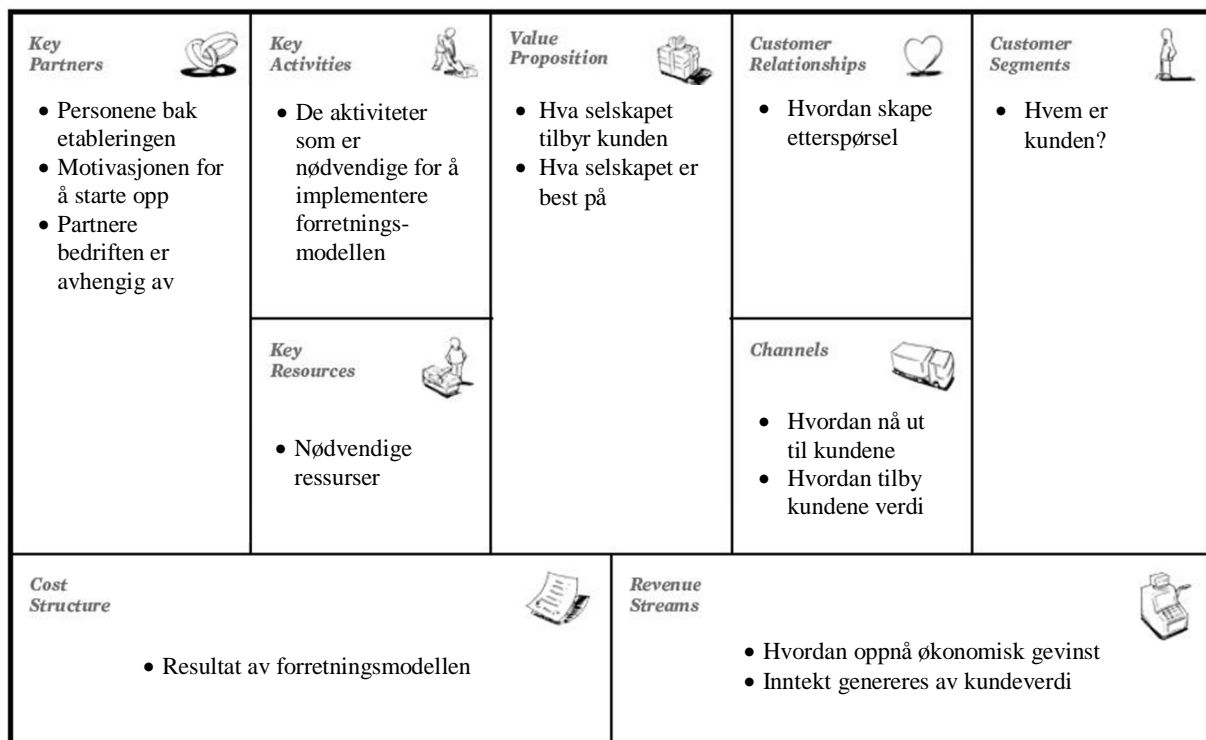 Key
Partners
• Personene bak
etableringen
• Motivasjonen for
å starte opp
• Partnere
bedriften er
avhengig av
Key
Activities
• De aktiviteter
som er
nødvendige for å
implementere
forretnings-
modellen
Key
Resources
• Nødvendige
ressurser
Value
Proposition
• Hva selskapet
tilbyr kunden
• Hva selskapet er
best på
Customer
Relationships
• Hvordan skape
etterspørsel
Channels
• Hvordan nå ut
til kundene
• Hvordan tilby
kundene verdi
Customer
Segments
• Hvem er
kunden?
Cost
Structure
• Resultat av forretningsmodellen
Revenue
Streams
• Hvordan oppnå økonomisk gevinst
• Inntekt genereres av kundeverdi